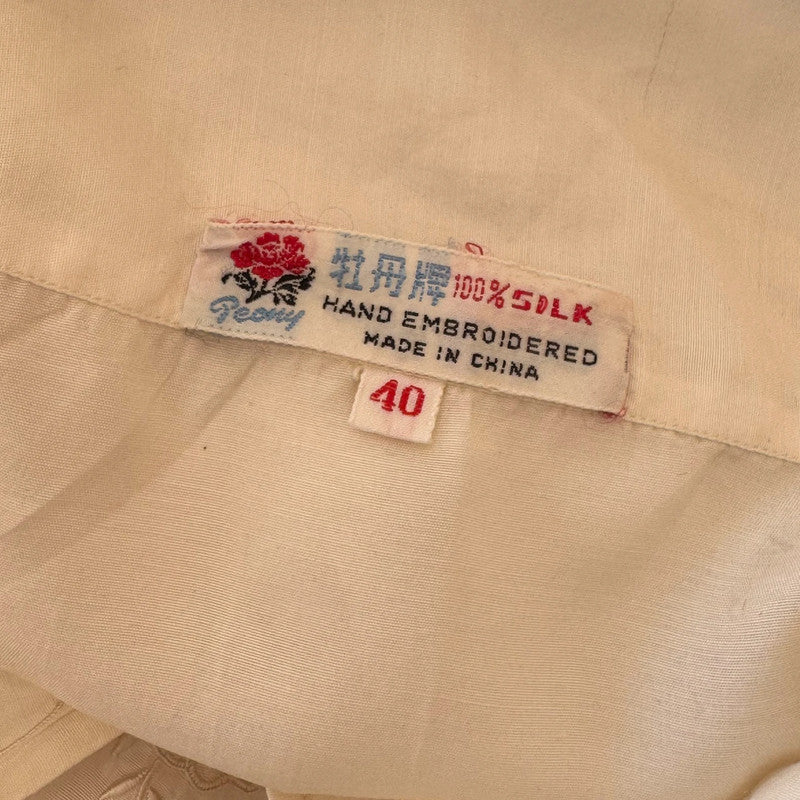 牡丹牌 100% SILK
Peony
HAND EMBROIDERED
MADE IN CHINA
40